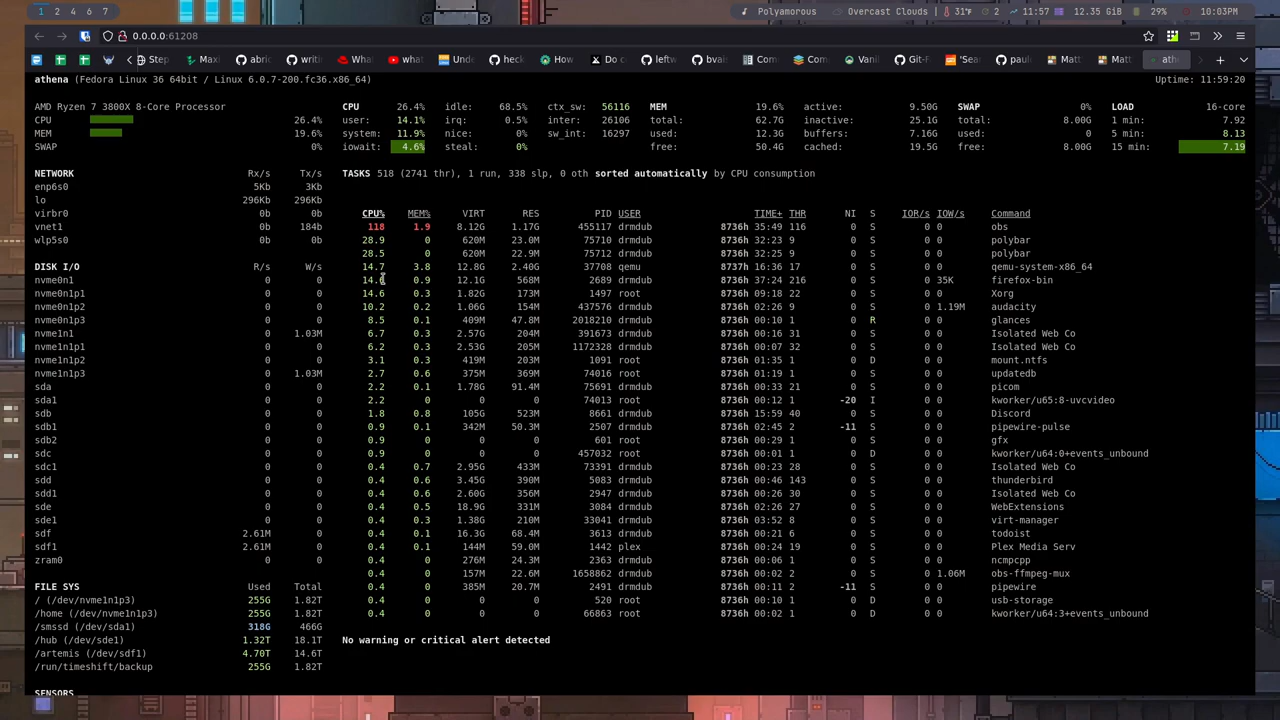 1 2 4 6 7 Polyamorous Overcast Clouds 31°F 2 11:57 12.35 GiB 29% 10:03PM
0.0.0.0:61208
Step Maxi abric writi Wha what Unde How Do c leftw bvais Com Com Vanil Git-F 'Sear paulc Matt Matt athe
athena (Fedora Linux 36 64bit / Linux 6.0.7-200.fc36.x86_64) Uptime: 11:59:20
AMD Ryzen 7 3800X 8-Core Processor CPU 26.4% idle: 68.5% ctx_sw: 56116 MEM 19.6% active: 9.50G SWAP 0% LOAD 16-core
CPU 26.4% user: 14.1% irq: 0.5% inter: 26106 total: 62.7G inactive: 25.1G total: 8.00G 1 min: 7.92
MEM 19.6% system: 11.9% nice: 0% sw_int: 16297 used: 12.3G buffers: 7.16G used: 0 5 min: 8.13
SWAP 0% iowait: 4.6% steal: 0% free: 50.4G cached: 19.5G free: 8.00G 15 min: 7.19
NETWORK Rx/s Tx/s TASKS 518 (2741 thr), 1 run, 338 slp, 0 oth sorted automatically by CPU consumption
enp6s0 5Kb 3Kb
lo 296Kb 296Kb
virbr0 0b 0b CPU% MEM% VIRT RES PID USER TIME+ THR NI S IOR/s IOW/s Command
vnet1 0b 184b 118 1.9 8.12G 1.17G 455117 drmdub 8736h 35:49 116 0 S 0 0 obs
wlp5s0 0b 0b 28.9 0 620M 23.0M 75710 drmdub 8736h 32:23 9 0 S 0 0 polybar
28.5 0 620M 22.9M 75712 drmdub 8736h 32:25 9 0 S 0 0 polybar
DISK I/O R/s W/s 14.7 3.8 12.8G 2.40G 37708 qemu 8737h 16:36 17 0 S 0 0 qemu-system-x86_64
nvme0n1 0 0 14. 0.9 12.1G 568M 2689 drmdub 8736h 37:24 216 0 S 0 35K firefox-bin
nvme0n1p1 0 0 14.6 0.3 1.82G 173M 1497 root 8736h 09:18 22 0 S 0 0 Xorg
nvme0n1p2 0 0 10.2 0.2 1.06G 154M 437576 drmdub 8736h 02:26 9 0 S 0 1.19M audacity
nvme0n1p3 0 0 8.5 0.1 409M 47.8M 2018210 drmdub 8736h 00:10 1 0 R 0 0 glances
nvme1n1 0 1.03M 6.7 0.3 2.57G 204M 391673 drmdub 8736h 00:16 31 0 S 0 0 Isolated Web Co
nvme1n1p1 0 0 6.2 0.3 2.53G 205M 1172328 drmdub 8736h 00:07 32 0 S 0 0 Isolated Web Co
nvme1n1p2 0 0 3.1 0.3 419M 203M 1091 root 8736h 01:35 1 0 D 0 0 mount.ntfs
nvme1n1p3 0 1.03M 2.7 0.6 375M 369M 74016 root 8736h 00:15 1 0 D 0 0 updatedb
sda 0 0 2.2 0.1 1.78G 91.4M 75691 drmdub 8736h 00:33 21 0 S 0 0 picom
sda1 0 0 2.2 0 0 0 74013 root 8736h 00:12 1 -20 I 0 0 kworker/u65:8-uvcvideo
sdb 0 0 1.8 0.8 105G 523M 8661 drmdub 8736h 15:59 40 0 S 0 0 Discord
sdb1 0 0 0.9 0.1 342M 50.3M 2507 drmdub 8736h 02:45 2 -11 S 0 0 pipewire-pulse
sdb2 0 0 0.9 0 0 0 601 root 8736h 00:29 1 0 S 0 0 gfx
sdc 0 0 0.9 0 0 0 457032 root 8736h 00:01 1 0 D 0 0 kworker/u64:0+events_unbound
sdc1 0 0 0.4 0.7 2.95G 433M 73391 drmdub 8736h 00:23 28 0 S 0 0 Isolated Web Co
sdd 0 0 0.4 0.6 3.45G 390M 5083 drmdub 8736h 00:46 143 0 S 0 0 thunderbird
sdd1 0 0 0.4 0.6 2.60G 356M 2947 drmdub 8736h 00:26 30 0 S 0 0 Isolated Web Co
sde 0 0 0.4 0.5 18.9G 331M 3084 drmdub 8736h 02:26 27 0 S 0 0 WebExtensions
sde1 0 0 0.4 0.3 1.38G 210M 33041 drmdub 8736h 03:52 8 0 S 0 0 virt-manager
sdf 2.61M 0 0.4 0.1 16.3G 68.4M 2813 drmdub 8736h 00:21 6 0 S 0 0 todoist
sdf1 2.61M 0 0.4 0.1 144M 59.0M 1442 plex 8736h 00:24 19 0 S 0 0 Plex Media Serv
zram0 0 0 0.4 0 276M 24.3M 2363 drmdub 8736h 00:06 1 0 S 0 0 ncmpcpp
0.4 0 157M 22.6M 1658862 drmdub 8736h 00:02 2 0 S 0 1.06M obs-ffmpeg-mux
FILE SYS Used Total 0.4 0 385M 20.7M 2491 drmdub 8736h 00:11 2 -11 S 0 0 pipewire
/ (/dev/nvme1n1p3) 255G 1.82T 0.4 0 0 0 520 root 8736h 00:10 1 0 D 0 0 usb-storage
/home (/dev/nvme1n1p3) 255G 1.82T 0.4 0 0 0 66863 root 8736h 00:02 1 0 D 0 0 kworker/u64:3+events_unbound
/smssd (/dev/sda1) 318G 466G
/hub (/dev/sde1) 1.32T 18.1T No warning or critical alert detected
/artemis (/dev/sdf1) 4.70T 14.6T
/run/timeshift/backup 255G 1.82T
SENSORS